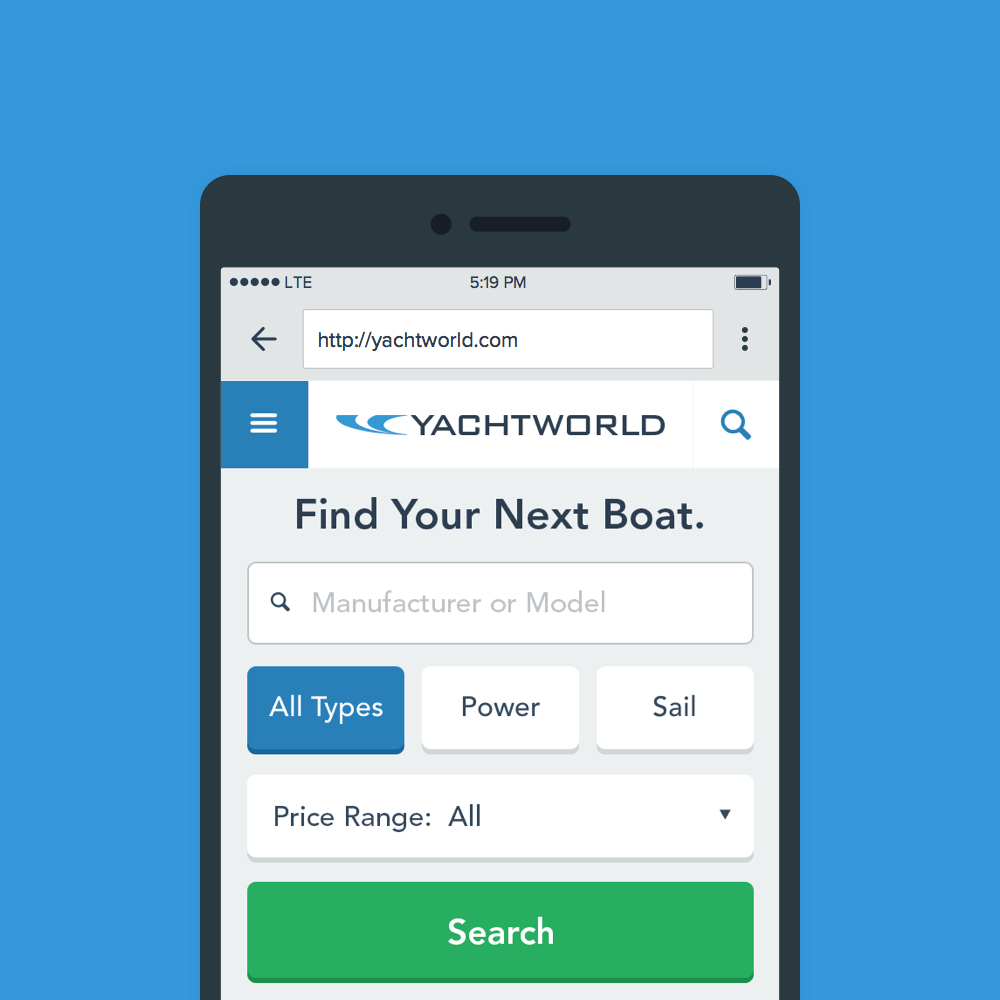 LTE 5:19 PM
http://yachtworld.com
YACHTWORLD
Find Your Next Boat.
Manufacturer or Model
All Types Power Sail
Price Range: All
Search